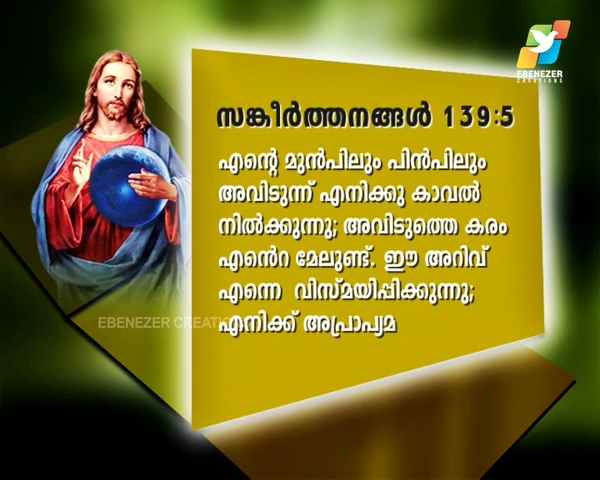 EBENEZER
CREATIONS
സങ്കീർത്തനങ്ങൾ 139:5
എന്റെ മുൻപിലും പിൻപിലും
അവിടുന്ന് എനിക്കു കാവൽ
നിൽക്കുന്നു; അവിടുത്തെ കരം
എൻെറ മേലുണ്ട്. ഈ അറിവ്
എന്നെ വിസ്മയിപ്പിക്കുന്നു;
എനിക്ക് അപ്രാപ്യമ
EBENEZER CREATIONS